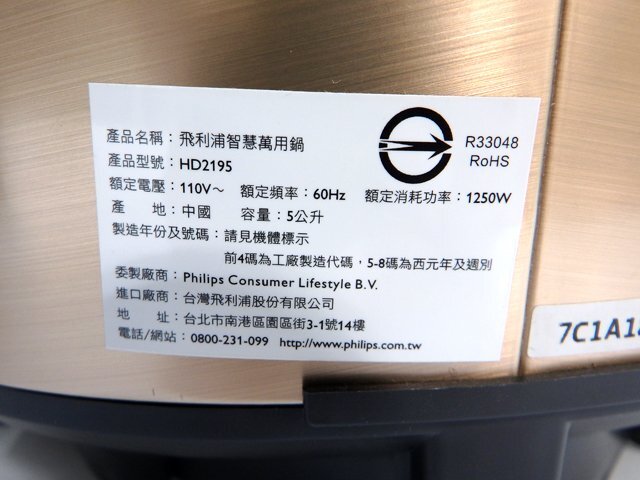 產品名稱：飛利浦智慧萬用鍋
產品型號：HD2195
額定電壓：110V～ 額定頻率：60Hz 額定消耗功率：1250W
產 地：中國 容量：5公升
製造年份及號碼：請見機體標示
前4碼為工廠製造代碼，5-8碼為西元年及週別
委製廠商：Philips Consumer Lifestyle B.V.
進口廠商：台灣飛利浦股份有限公司
地 址：台北市南港區園區街3-1號14樓
電話/網站：0800-231-099 http://www.philips.com.tw
R33048
RoHS
7C1A1